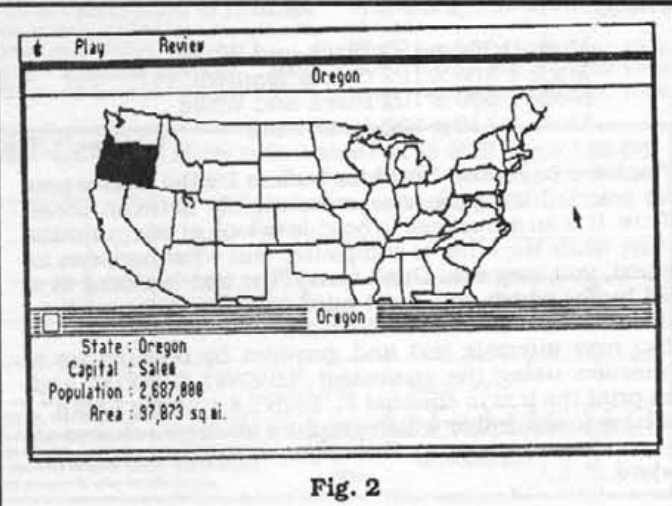 Play Review
Oregon
Oregon
State : Oregon
Capital : Salem
Population : 2,687,000
Area : 97,073 sq mi.
Fig. 2